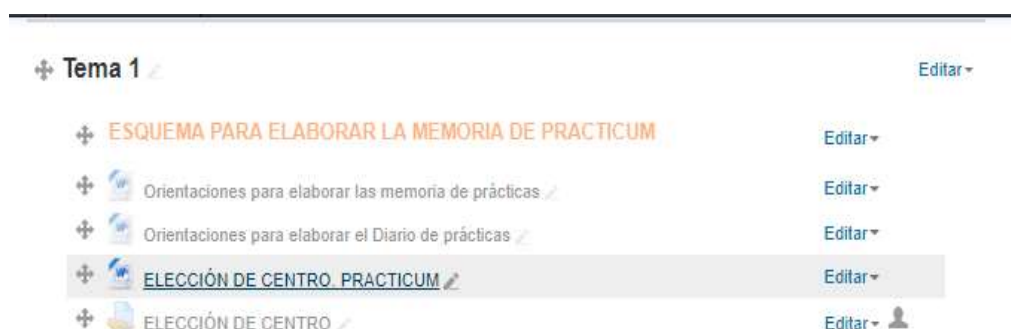 Tema 1 Editar
ESQUEMA PARA ELABORAR LA MEMORIA DE PRACTICUM Editar
Orientaciones para elaborar las memoria de prácticas Editar
Orientaciones para elaborar el Diario de prácticas Editar
ELECCIÓN DE CENTRO. PRACTICUM Editar
ELECCIÓN DE CENTRO Editar